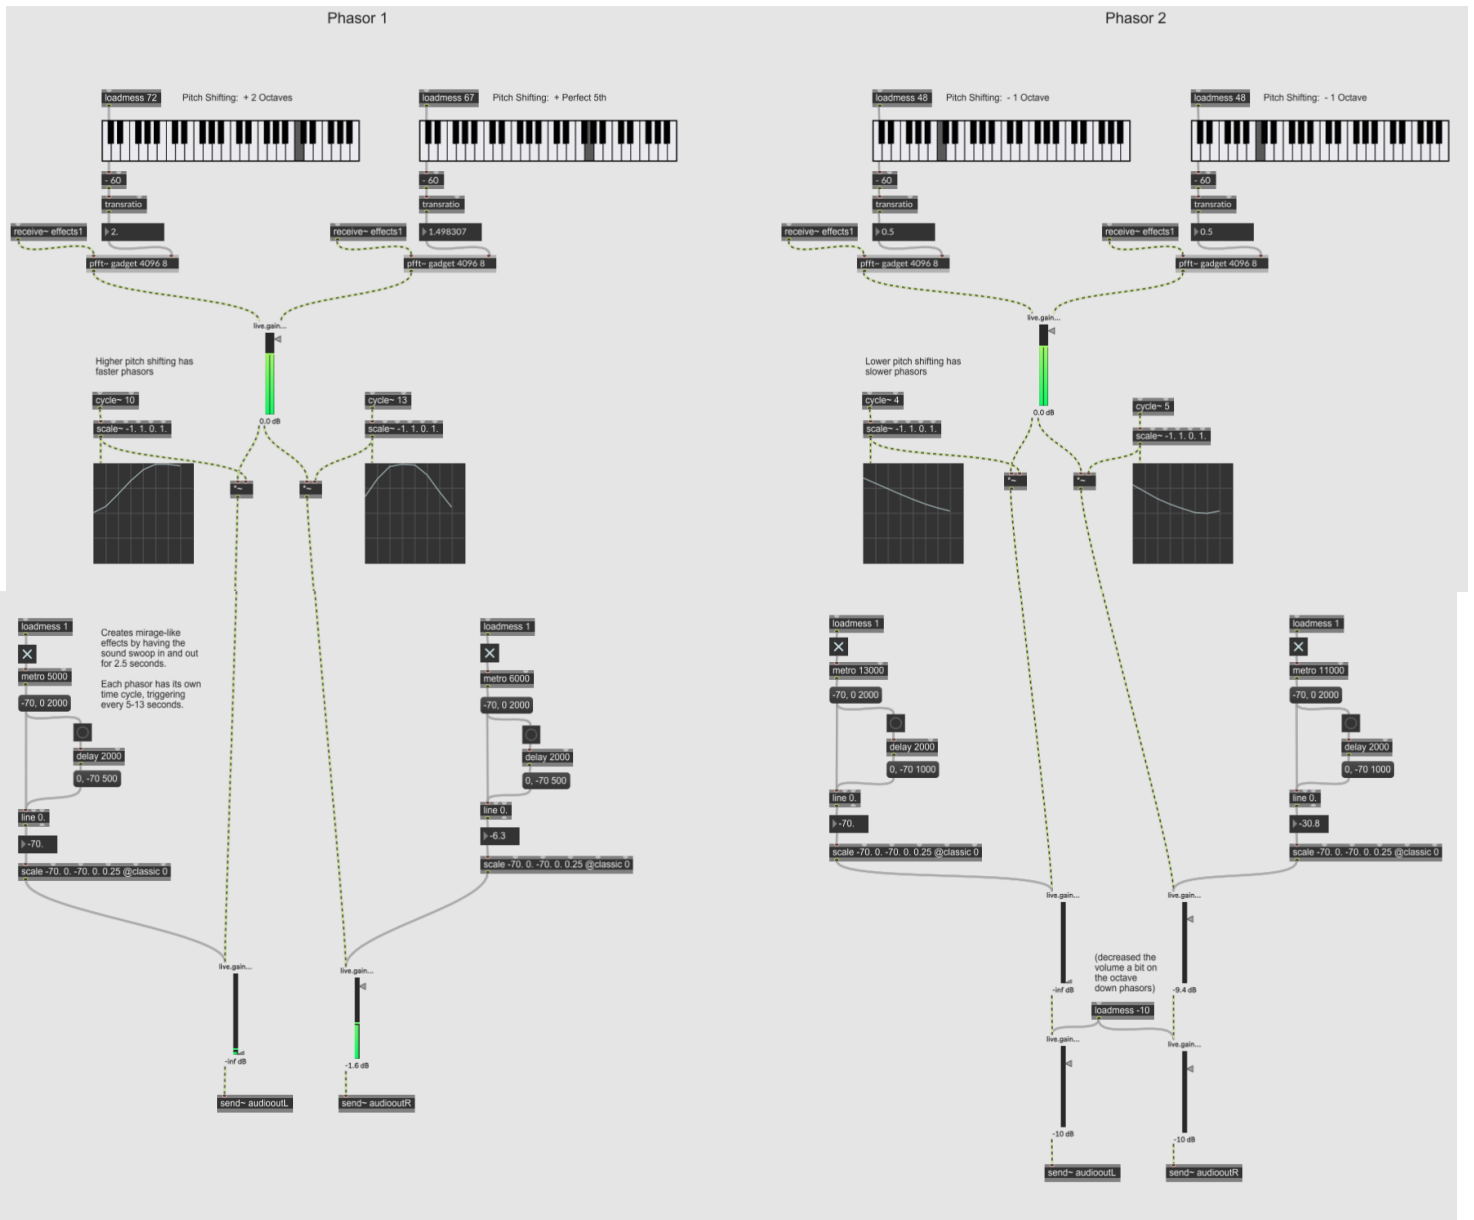 Phasor 1
Phasor 2
loadmess 72
Pitch Shifting: + 2 Octaves
loadmess 67
Pitch Shifting: + Perfect 5th
loadmess 48
Pitch Shifting: - 1 Octave
loadmess 48
Pitch Shifting: - 1 Octave
- 60
- 60
- 60
- 60
transratio
transratio
transratio
transratio
receive~ effects1
2.
receive~ effects1
1.498307
receive~ effects1
0.5
receive~ effects1
0.5
pfft~ gadget 4096 8
pfft~ gadget 4096 8
pfft~ gadget 4096 8
pfft~ gadget 4096 8
live.gain...
live.gain...
Higher pitch shifting has
faster phasors
Lower pitch shifting has
slower phasors
cycle~ 10
cycle~ 13
cycle~ 4
cycle~ 5
0.0 dB
0.0 dB
scale~ -1. 1. 0. 1.
scale~ -1. 1. 0. 1.
scale~ -1. 1. 0. 1.
scale~ -1. 1. 0. 1.
*~
*~
*~
*~
loadmess 1
Creates mirage-like
effects by having the
sound swoop in and out
for 2.5 seconds.
Each phasor has its own
time cycle, triggering
every 5-13 seconds.
metro 5000
-70, 0 2000
delay 2000
0, -70 500
line 0.
-70.
scale -70. 0. -70. 0. 0.25 @classic 0
loadmess 1
metro 6000
-70, 0 2000
delay 2000
0, -70 500
line 0.
-6.3
scale -70. 0. -70. 0. 0.25 @classic 0
loadmess 1
metro 13000
-70, 0 2000
delay 2000
0, -70 1000
line 0.
-70.
scale -70. 0. -70. 0. 0.25 @classic 0
loadmess 1
metro 11000
-70, 0 2000
delay 2000
0, -70 1000
line 0.
-30.8
scale -70. 0. -70. 0. 0.25 @classic 0
live.gain...
live.gain...
-inf dB
-1.6 dB
send~ audiooutL
send~ audiooutR
live.gain...
live.gain...
(decreased the
volume a bit on
the octave
down phasors)
-inf dB
-9.4 dB
loadmess -10
live.gain...
live.gain...
-10 dB
-10 dB
send~ audiooutL
send~ audiooutR